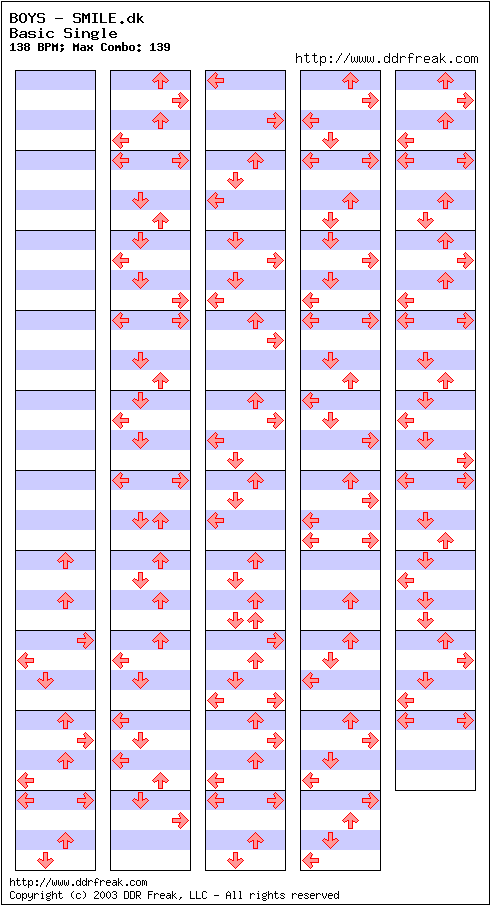 BOYS - SMILE.dk
Basic Single
138 BPM; Max Combo: 139
http://www.ddrfreak.com
http://www.ddrfreak.com
Copyright (c) 2003 DDR Freak, LLC - All rights reserved